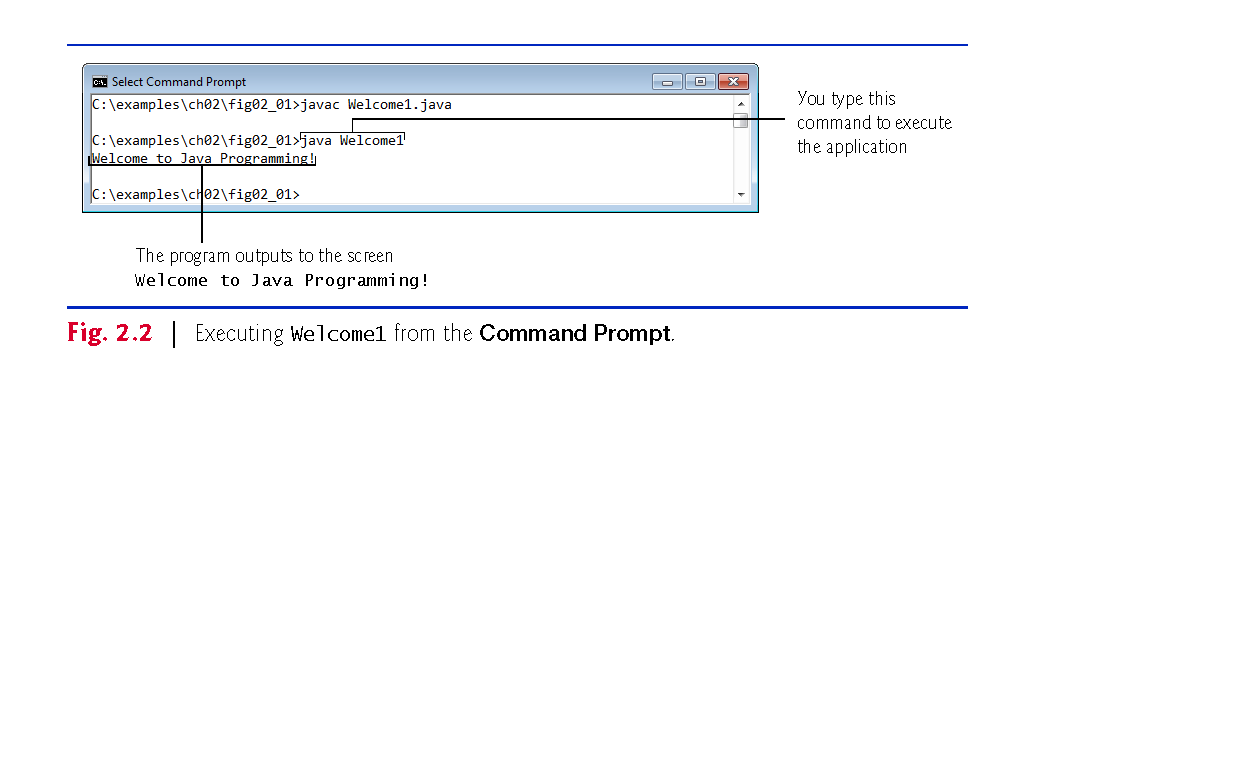 Select Command Prompt
C:\examples\ch02\fig02_01>javac Welcome1.java
C:\examples\ch02\fig02_01>java Welcome1
Welcome to Java Programming!
C:\examples\ch02\fig02_01>
You type this
command to execute
the application
The program outputs to the screen
Welcome to Java Programming!
Fig. 2.2 | Executing Welcome1 from the Command Prompt.